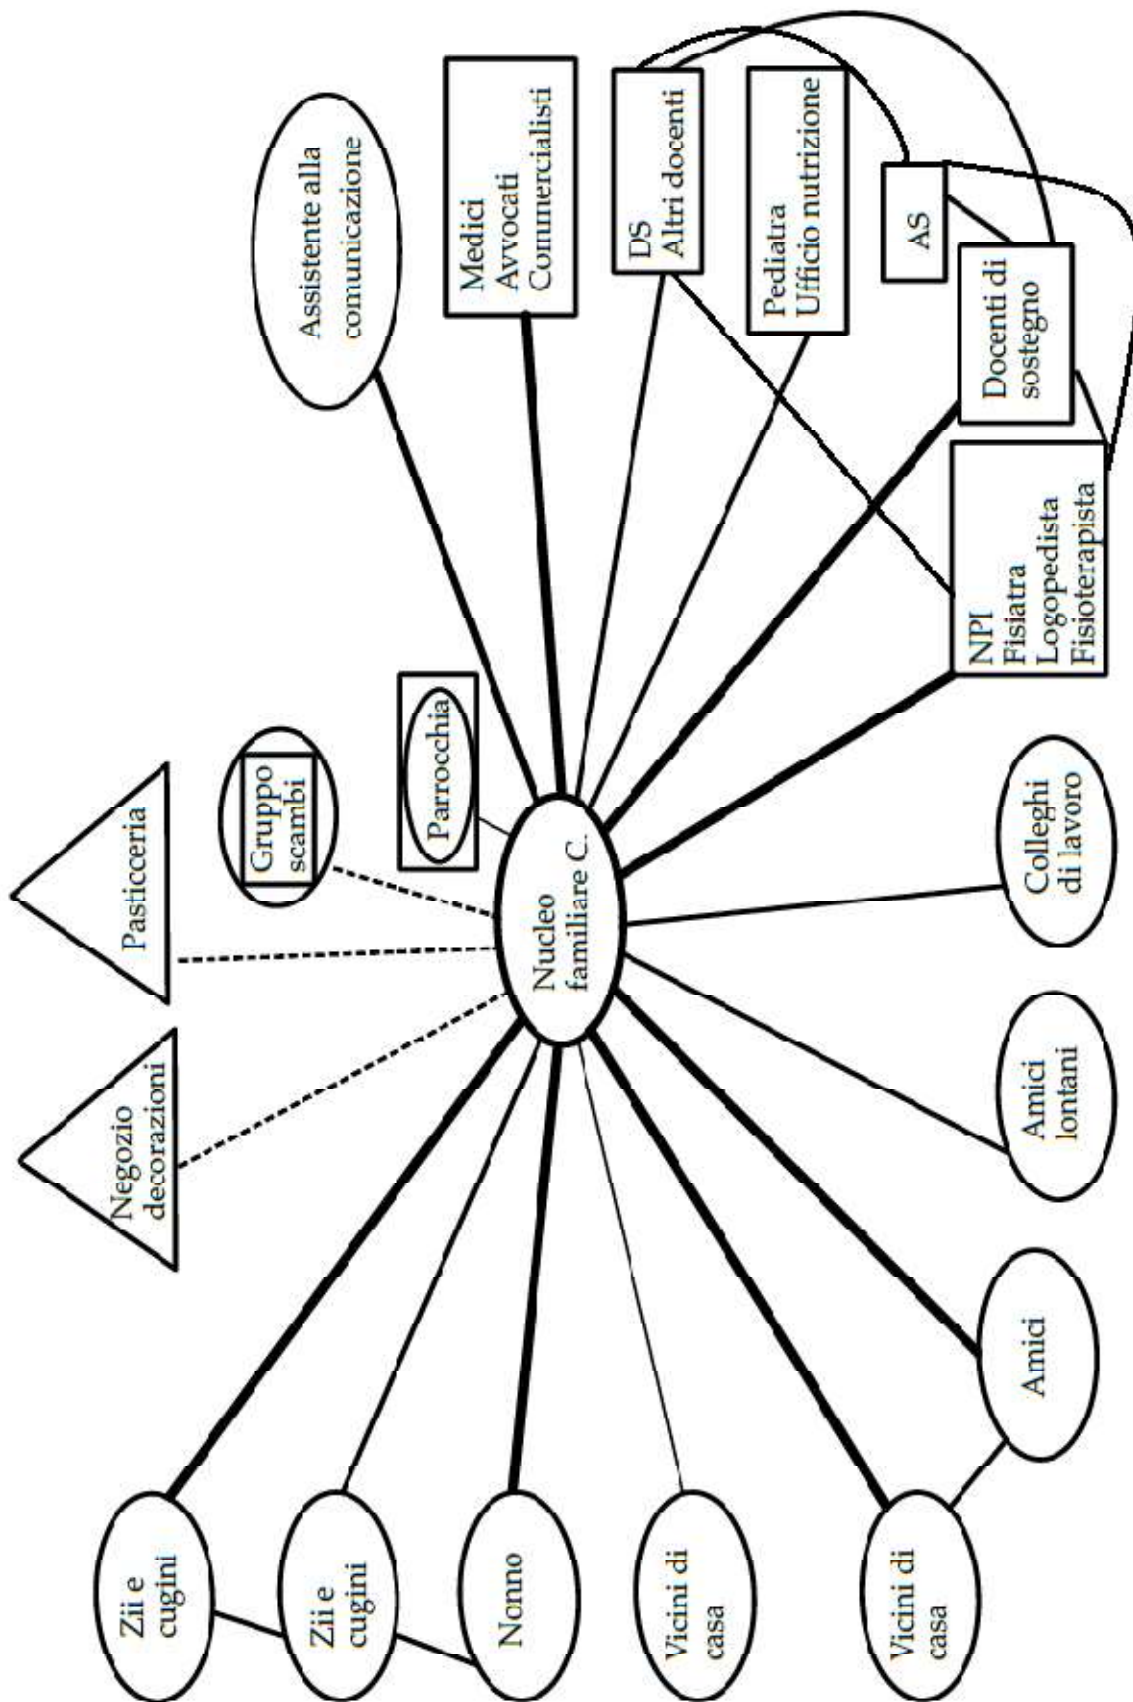 Negozio
decorazioni
Pasticceria
Gruppo
scambi
Parrocchia
Assistente alla
comunicazione
Medici
Avvocati
Commercialisti
DS
Altri docenti
Pediatra
Ufficio nutrizione
AS
Docenti di
sostegno
NPI
Fisiatra
Logopedista
Fisioterapista
Nucleo
familiare C.
Zii e
cugini
Zii e
cugini
Nonno
Vicini di
casa
Vicini di
casa
Amici
Amici
lontani
Colleghi
di lavoro